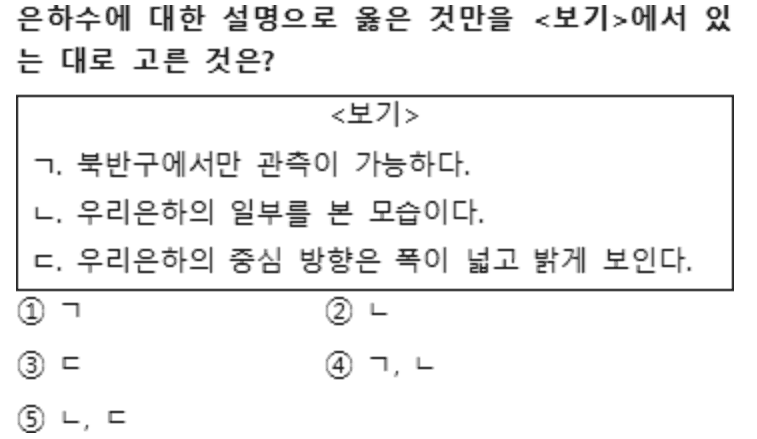 은하수에 대한 설명으로 옳은 것만을 <보기>에서 있
는 대로 고른 것은?
<보기>
ㄱ. 북반구에서만 관측이 가능하다.
ㄴ. 우리은하의 일부를 본 모습이다.
ㄷ. 우리은하의 중심 방향은 폭이 넓고 밝게 보인다.
① ㄱ ② ㄴ
③ ㄷ ④ ㄱ, ㄴ
⑤ ㄴ, ㄷ